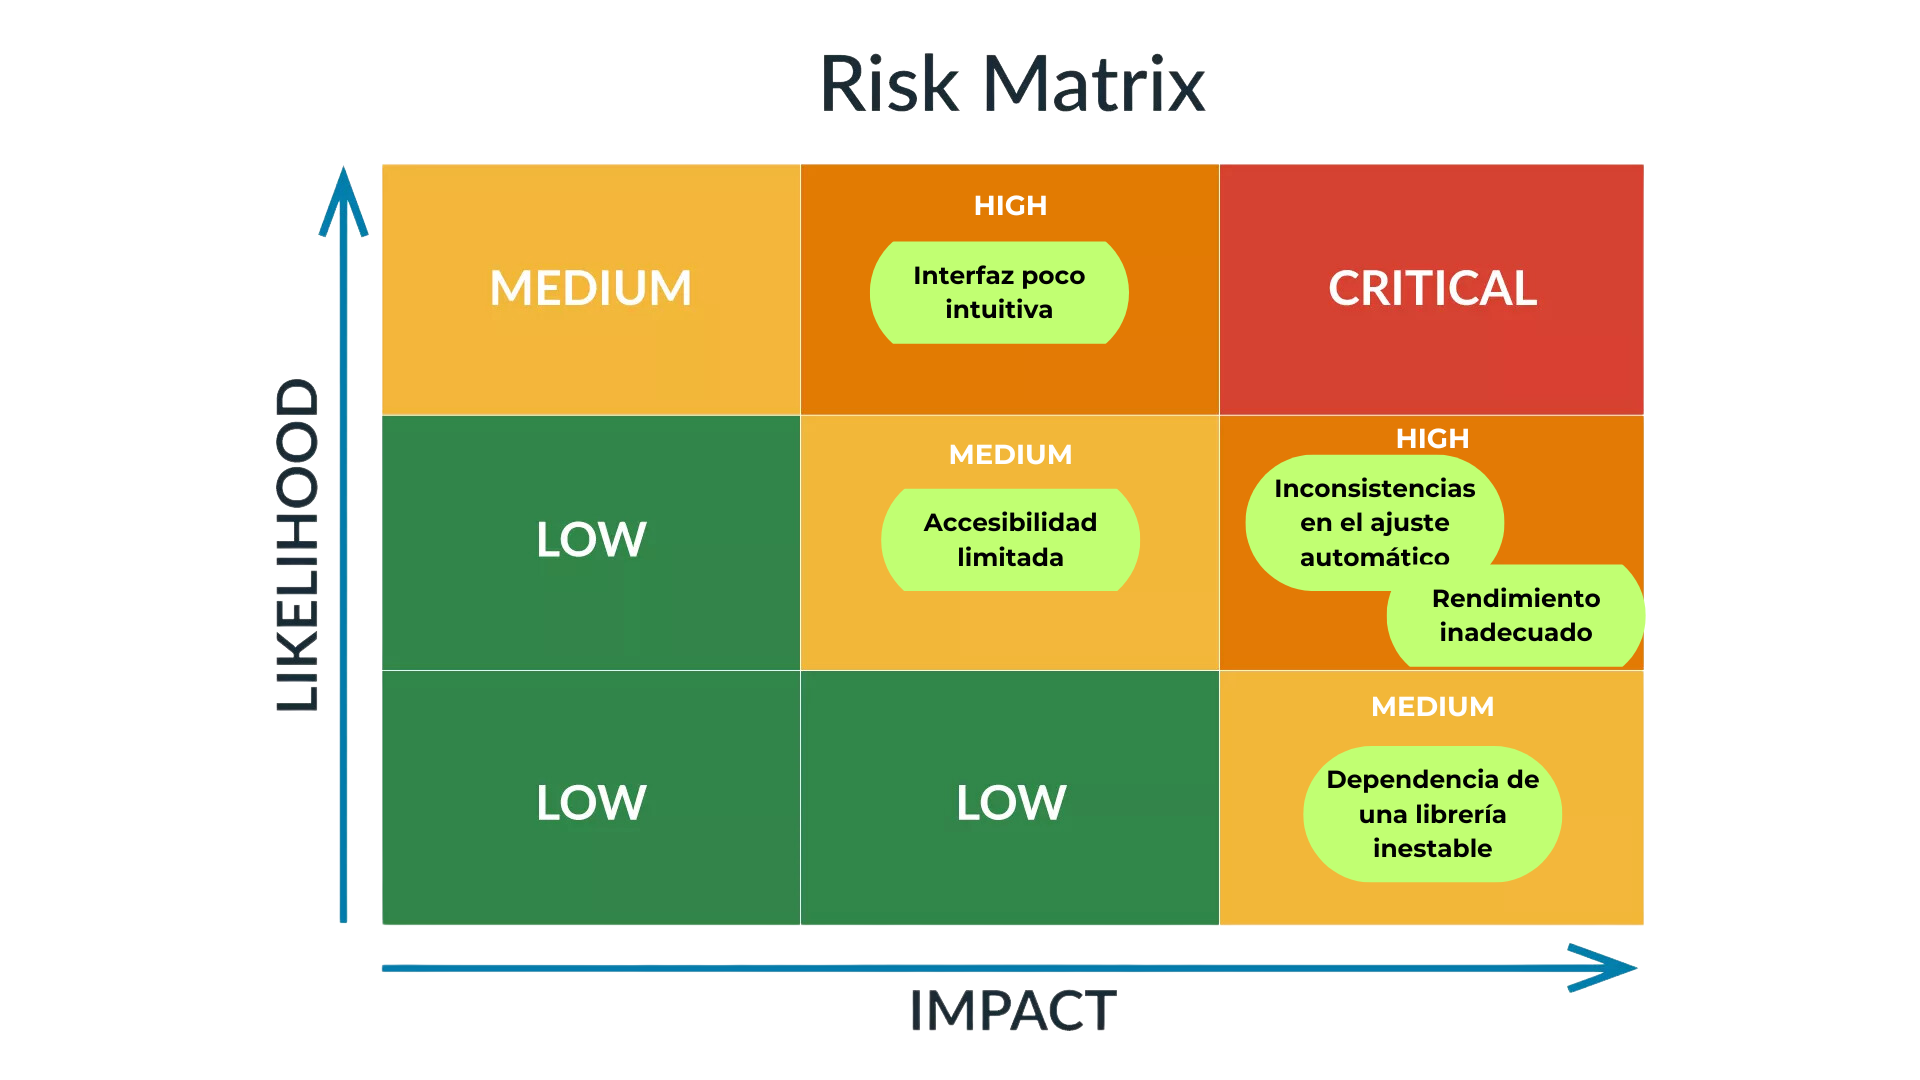 Risk Matrix
LIKELIHOOD
MEDIUM
HIGH
Interfaz poco
intuitiva
CRITICAL
LOW
MEDIUM
Accesibilidad
limitada
HIGH
Inconsistencias
en el ajuste
automático
Rendimiento
inadecuado
LOW
LOW
MEDIUM
Dependencia de
una librería
inestable
IMPACT